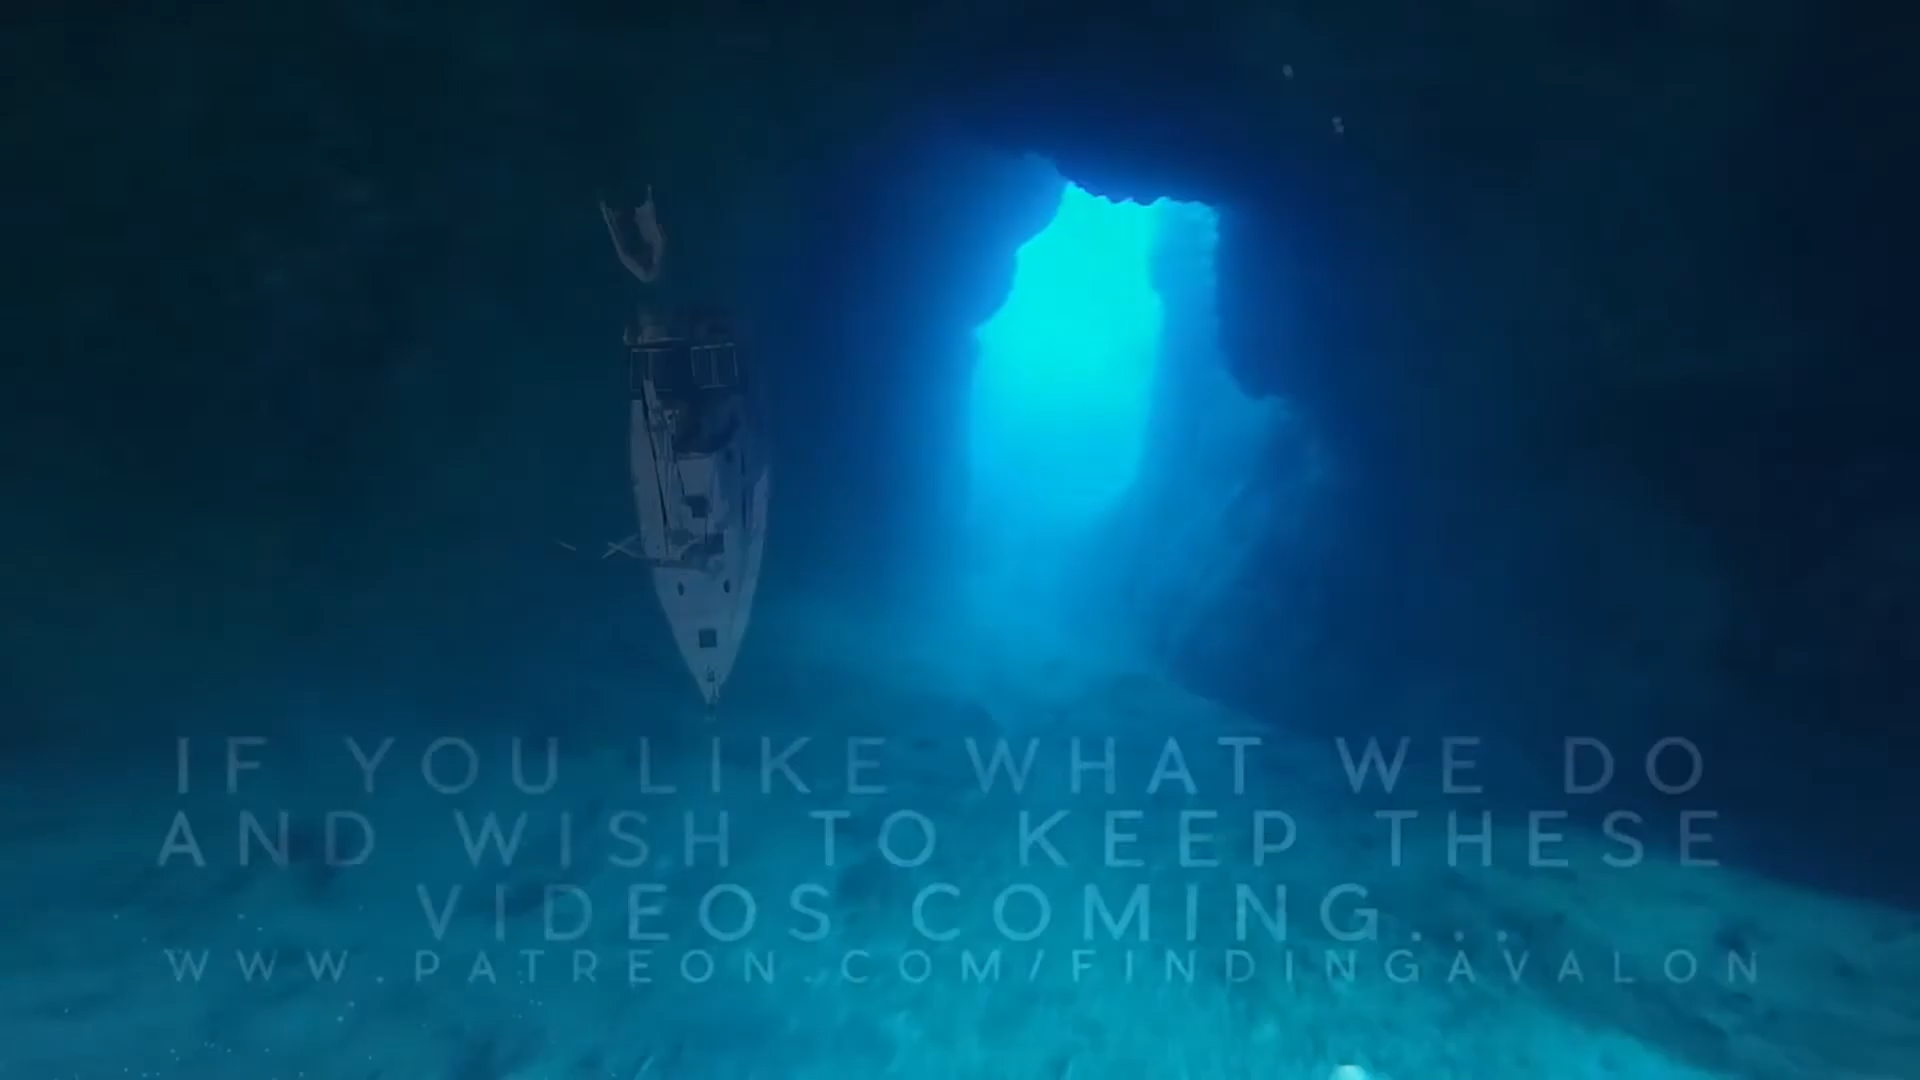 IF YOU LIKE WHAT WE DO
AND WISH TO KEEP THESE
VIDEOS COMING...
WWW.PATREON.COM/FINDINGAVALON